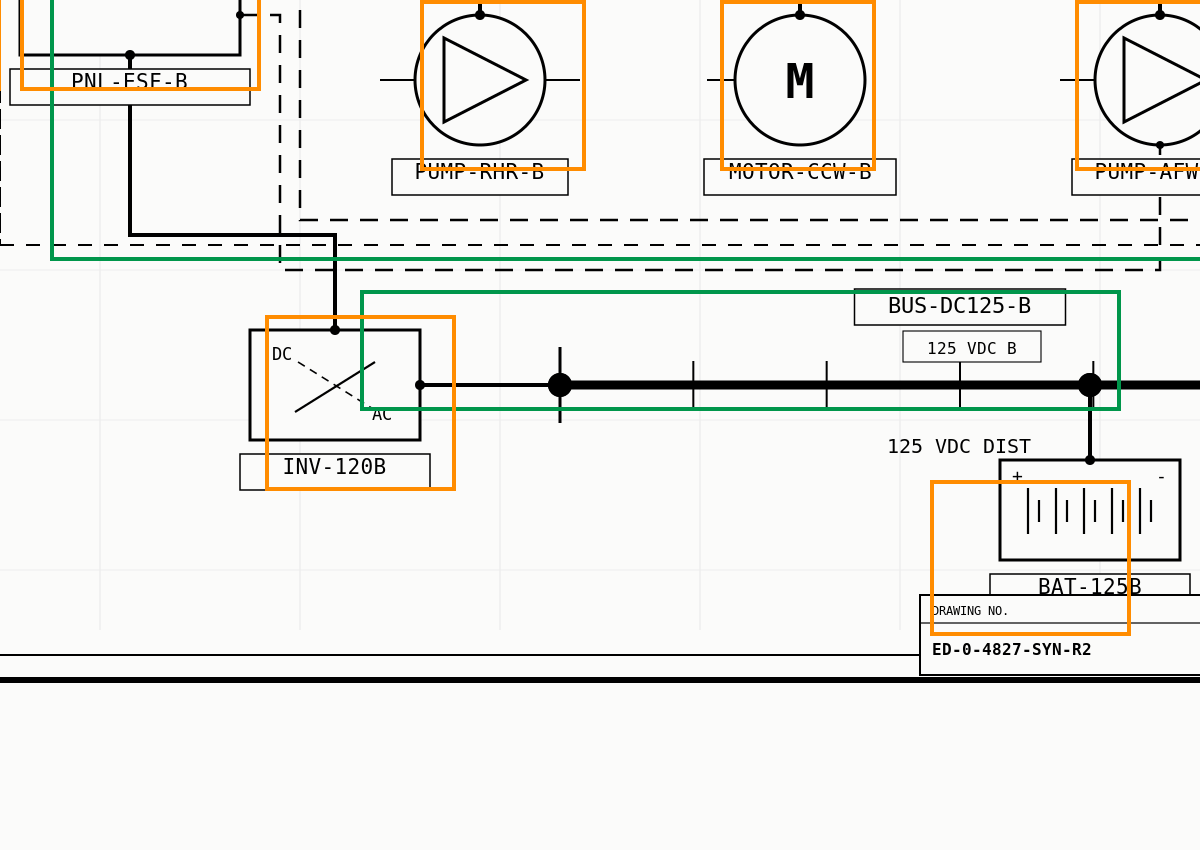 PNL-ESF-B
PUMP-RHR-B
M
MOTOR-CCW-B
PUMP-AFW
BUS-DC125-B
125 VDC B
DC
AC
INV-120B
125 VDC DIST
+ -
BAT-125B
DRAWING NO.
ED-0-4827-SYN-R2